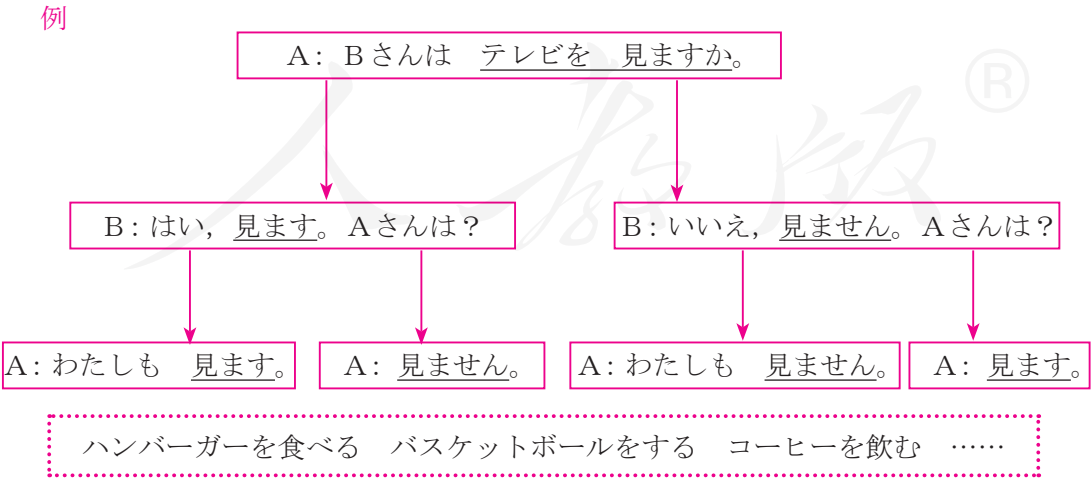 例
A：Bさんは　テレビを　見ますか。
B：はい，見ます。Aさんは？
B：いいえ，見ません。Aさんは？
A：わたしも　見ます。
A：見ません。
A：わたしも　見ません。
A：見ます。
ハンバーガーを食べる　バスケットボールをする　コーヒーを飲む　……
人教版®